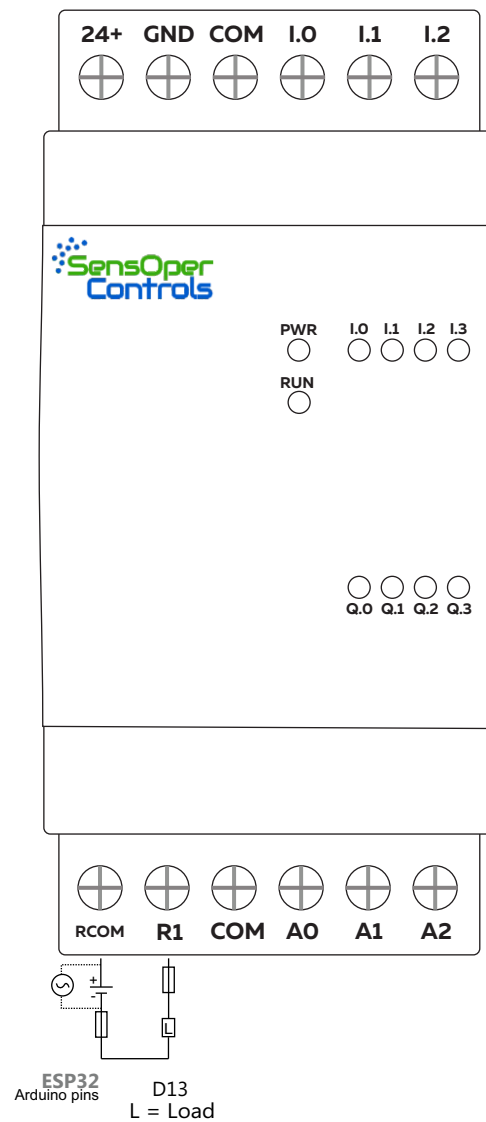 24+ GND COM I.0 I.1 I.2
SensOper
Controls
PWR I.0 I.1 I.2 I.3
RUN
Q.0 Q.1 Q.2 Q.3
RCOM R1 COM A0 A1 A2
+
-
L
ESP32
Arduino pins
D13
L = Load